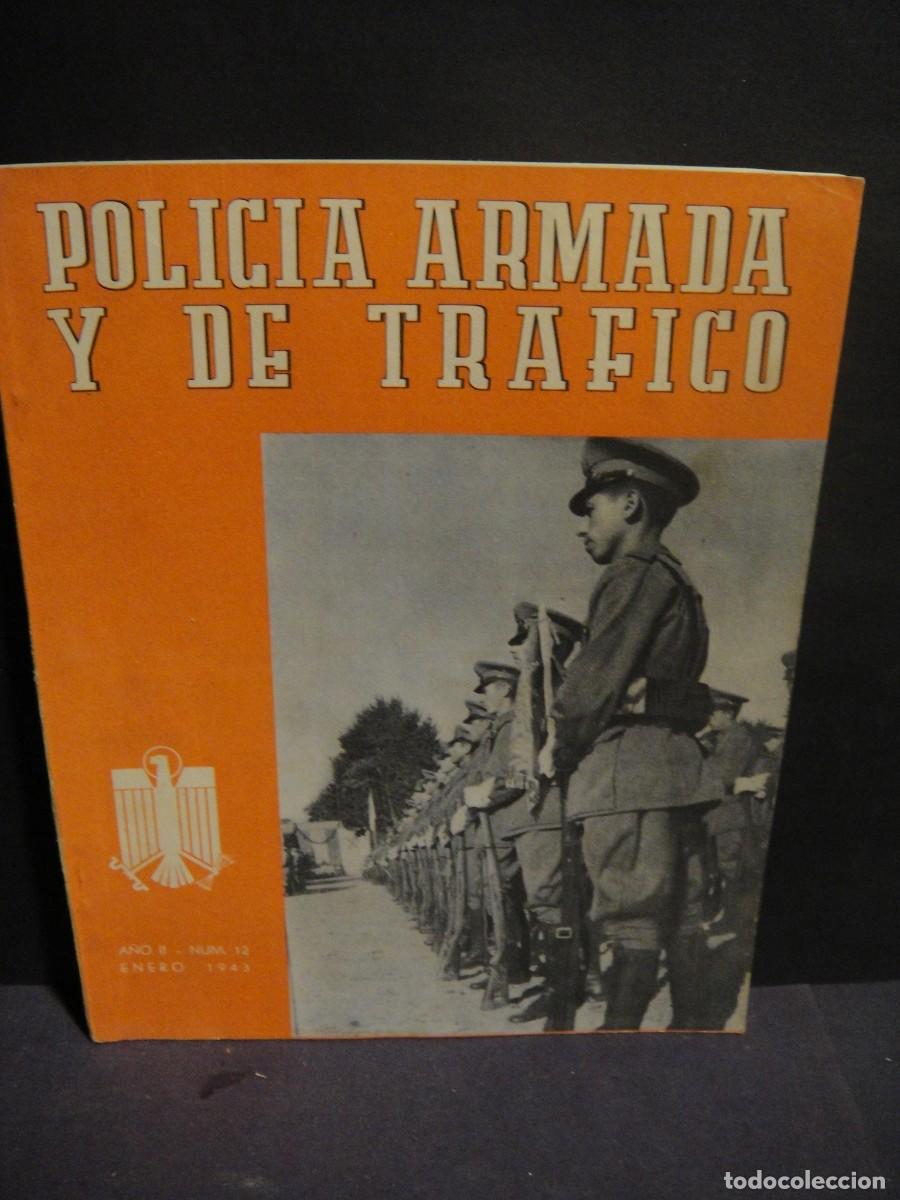 POLICIA ARMADA
Y DE TRAFICO
AÑO II - NUM. 12
ENERO 1943
todocoleccion